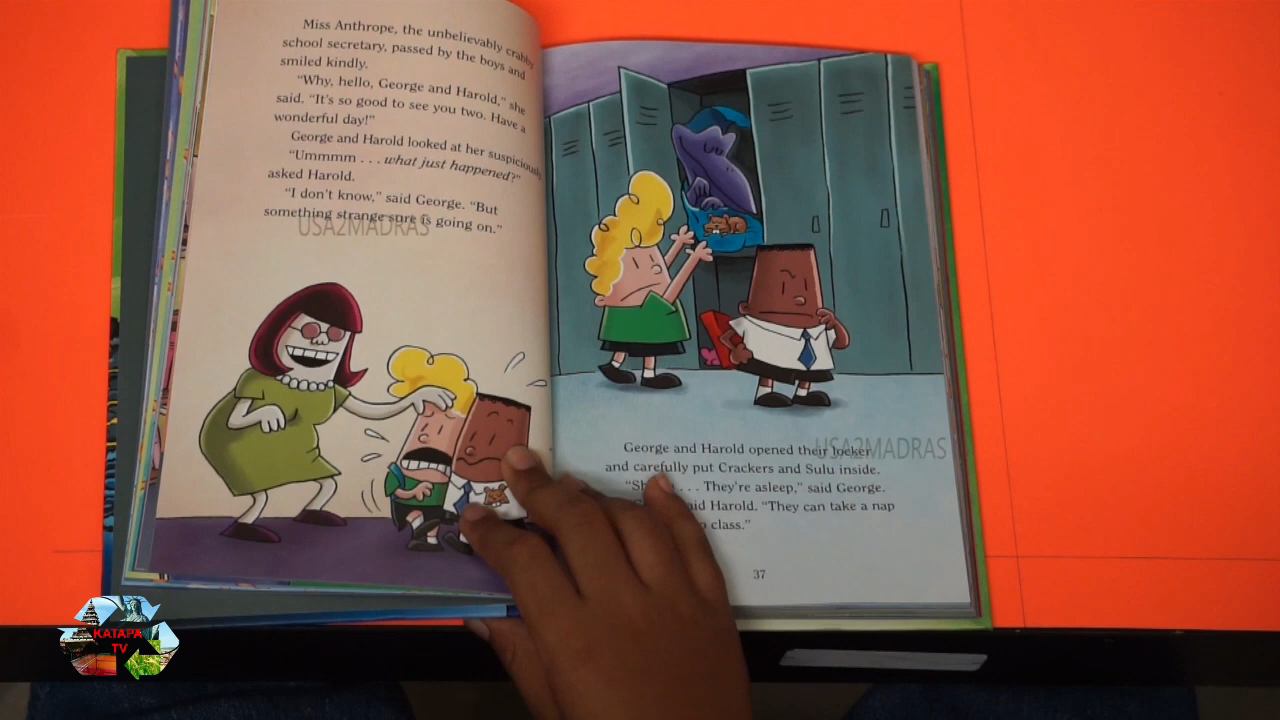 Miss Anthrope, the unbelievably crabby
school secretary, passed by the boys and
smiled kindly.
"Why, hello, George and Harold," she
said. "It's so good to see you two. Have a
wonderful day!"
George and Harold looked at her suspiciously.
"Ummmm . . . what just happened?"
asked Harold.
"I don't know," said George. "But
something strange sure is going on."
USA2MADRAS
George and Harold opened their locker
USA2MADRAS
and carefully put Crackers and Sulu inside.
. . . They're asleep," said George.
said Harold. "They can take a nap
class."
37
KATAPA
TV